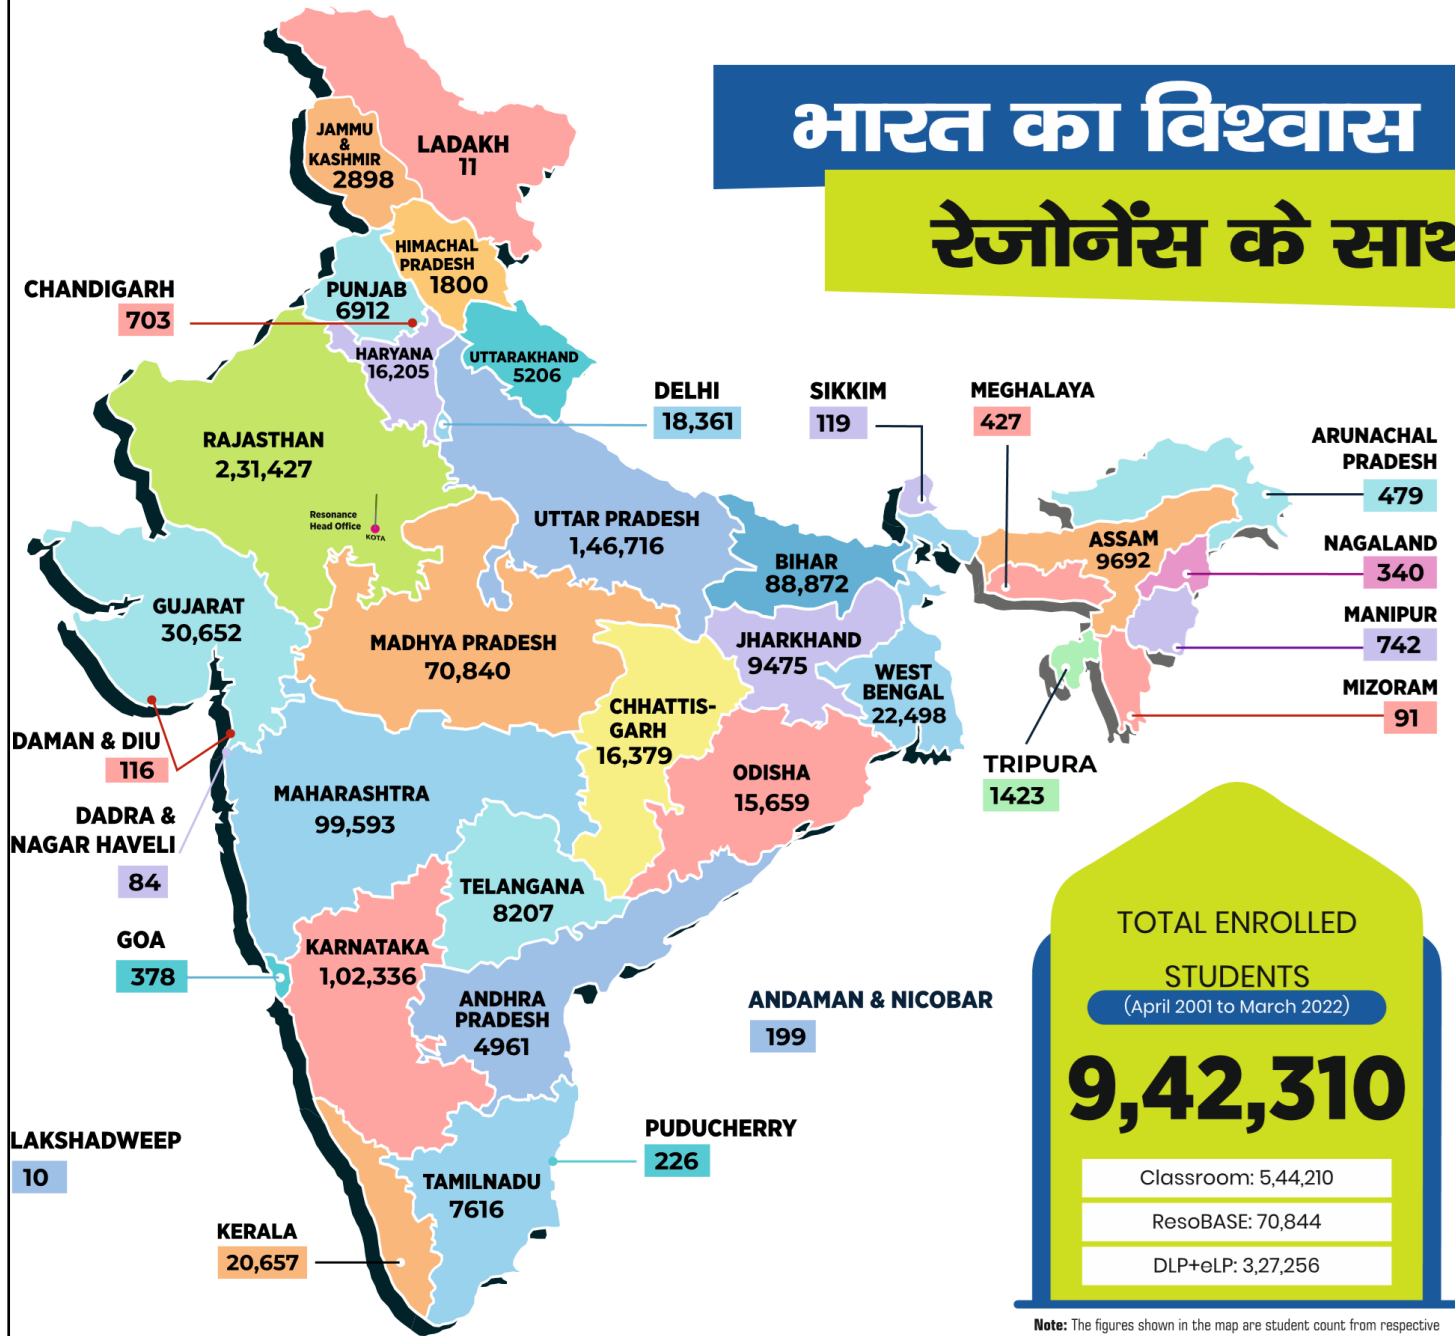 भारत का विश्वास
रेजोनेंस के साथ
JAMMU
&
KASHMIR
2898
LADAKH
11
HIMACHAL
PRADESH
1800
PUNJAB
6912
CHANDIGARH
703
HARYANA
16,205
UTTARAKHAND
5206
DELHI
18,361
SIKKIM
119
MEGHALAYA
427
ARUNACHAL
PRADESH
479
RAJASTHAN
2,31,427
Resonance
Head Office
KOTA
UTTAR PRADESH
1,46,716
BIHAR
88,872
ASSAM
9692
NAGALAND
340
MANIPUR
742
MIZORAM
91
TRIPURA
1423
GUJARAT
30,652
MADHYA PRADESH
70,840
JHARKHAND
9475
WEST
BENGAL
22,498
CHHATTIS-
GARH
16,379
ODISHA
15,659
DAMAN & DIU
116
DADRA &
NAGAR HAVELI
84
MAHARASHTRA
99,593
TELANGANA
8207
GOA
378
KARNATAKA
1,02,336
ANDHRA
PRADESH
4961
ANDAMAN & NICOBAR
199
LAKSHADWEEP
10
PUDUCHERRY
226
TAMILNADU
7616
KERALA
20,657
TOTAL ENROLLED
STUDENTS
(April 2001 to March 2022)
9,42,310
Classroom: 5,44,210
ResoBASE: 70,844
DLP+eLP: 3,27,256
Note: The figures shown in the map are student count from respective